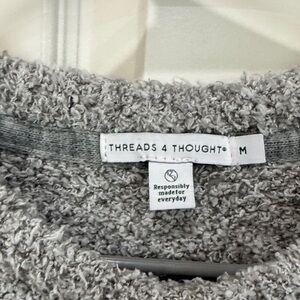 THREADS 4 THOUGHT® M
Responsibly
made for
everyday